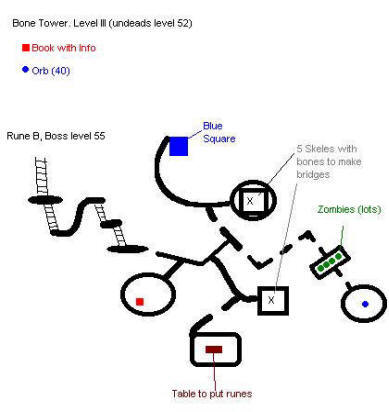 Bone Tower. Level III (undeads level 52)
Book with Info
Orb (40)
Rune B, Boss level 55
Blue
Square
5 Skeles with
bones to make
bridges
X
Zombies (lots)
X
Table to put runes